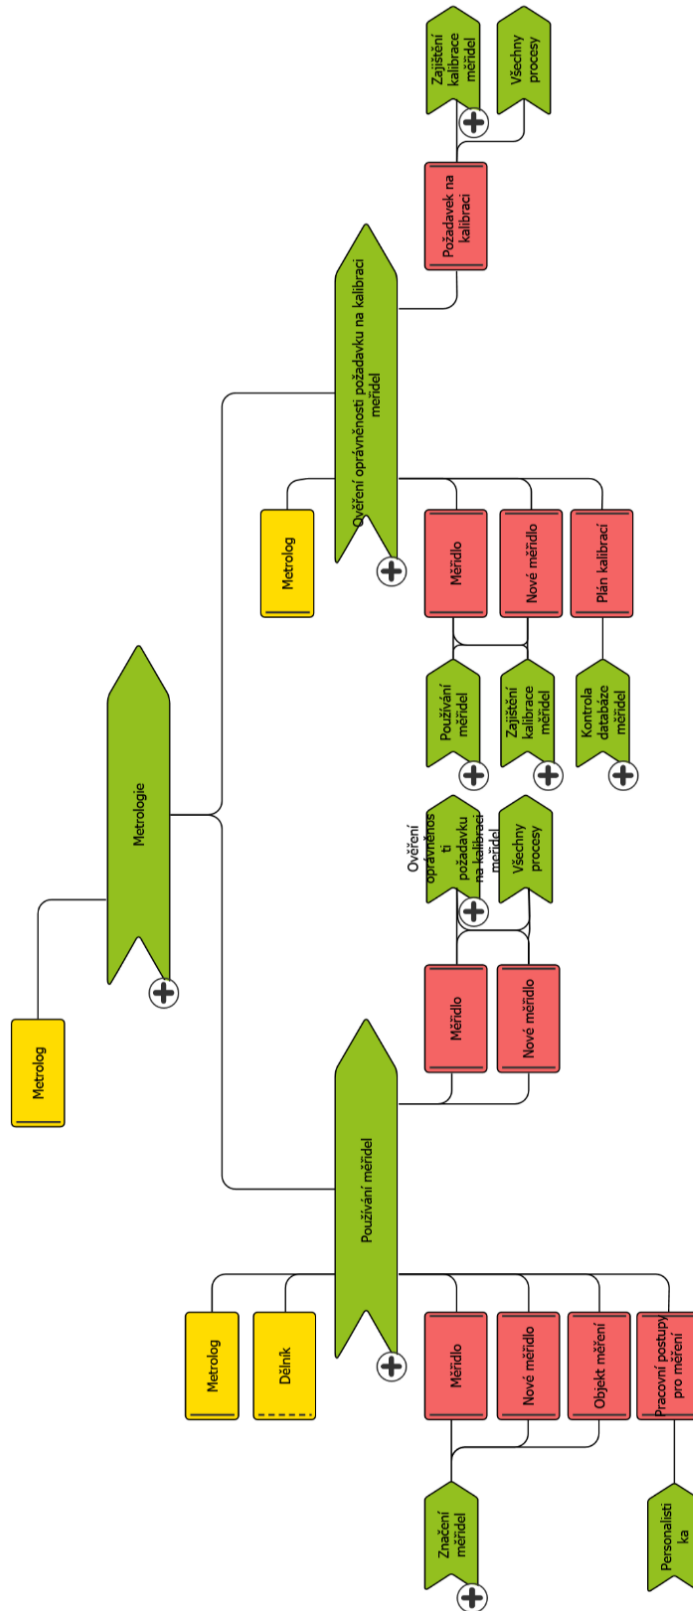 Metrolog
Metrologie
Metrolog
Dělník
Používání měřidel
Měřidlo
Nové měřidlo
Objekt měření
Pracovní postupy
pro měření
Značení
měřidel
Personalisti
ka
Měřidlo
Nové měřidlo
Ověření
oprávněnos
ti
požadavku
na kalibraci
meřidel
Všechny
procesy
Metrolog
Ověření oprávněnosti požadavku na kalibraci
meřidel
Měřidlo
Nové měřidlo
Plán kalibrací
Používání
měřidel
Zajištění
kalibrace
měřidel
Kontrola
databáze
měřidel
Požadavek na
kalibraci
Zajištění
kalibrace
měřidel
Všechny
procesy